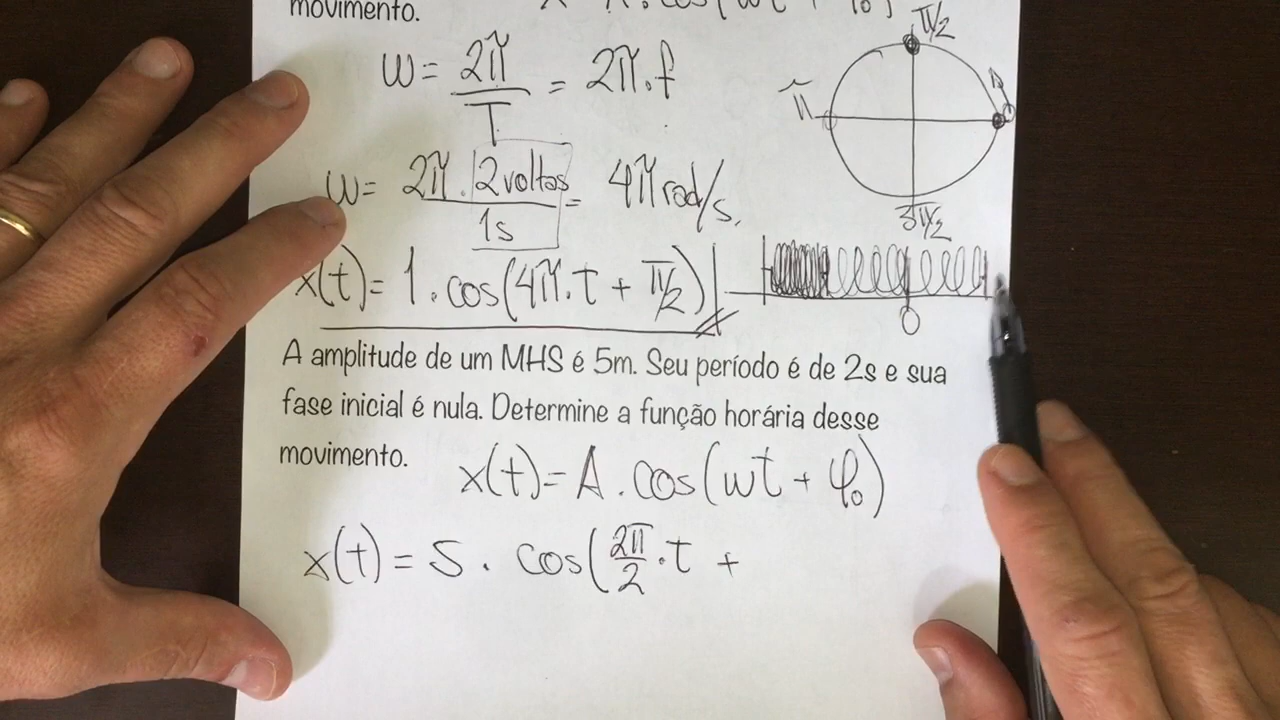 movimento.
ω = 2π/T = 2π.f
π/2
π
3π/2
ω = 2π . 2 voltas/1s = 4π rad/s.
x(t) = 1 . cos(4π.t + π/2)
0
A amplitude de um MHS é 5m. Seu período é de 2s e sua
fase inicial é nula. Determine a função horária desse
movimento.
x(t) = A . cos(ωt + φ₀)
x(t) = 5 . cos(2π/2 . t +